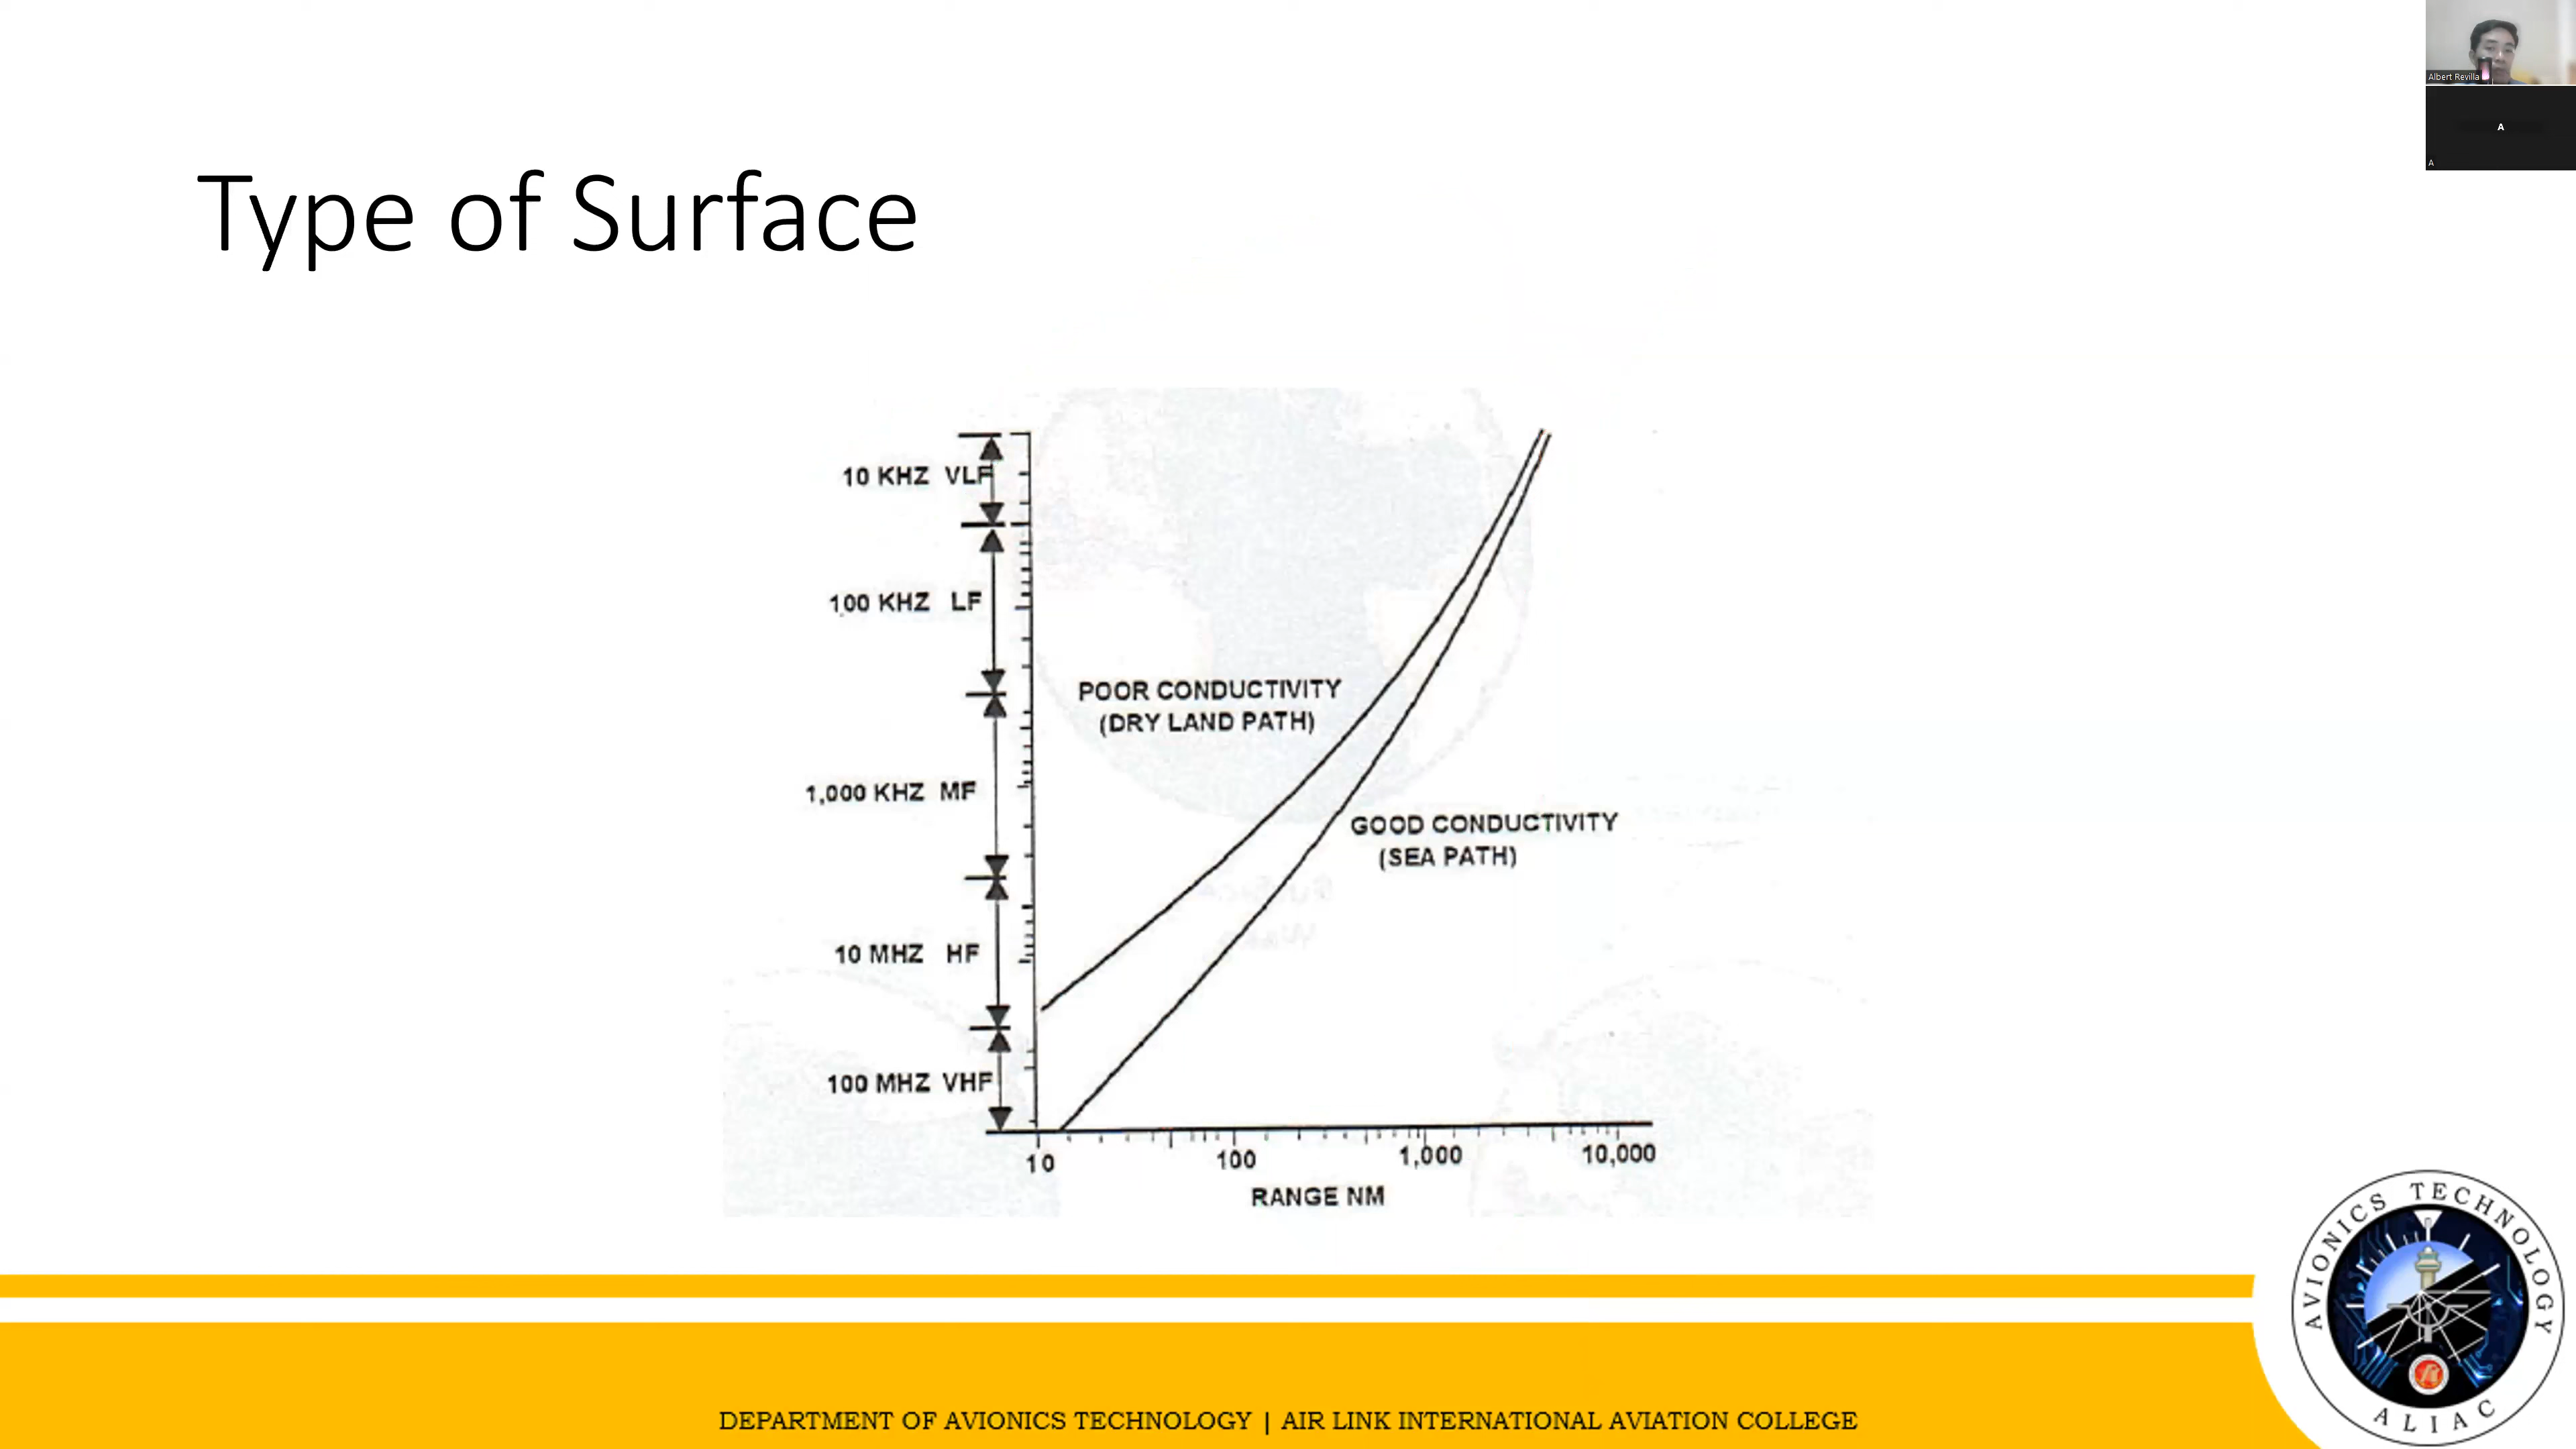 Albert Revilla
A
A
Type of Surface
10 KHZ VLF
100 KHZ LF
POOR CONDUCTIVITY
(DRY LAND PATH)
1,000 KHZ MF
GOOD CONDUCTIVITY
(SEA PATH)
10 MHZ HF
100 MHZ VHF
10 100 1,000 10,000
RANGE NM
AVIONICS TECHNOLOGY
ALIAC
DEPARTMENT OF AVIONICS TECHNOLOGY | AIR LINK INTERNATIONAL AVIATION COLLEGE